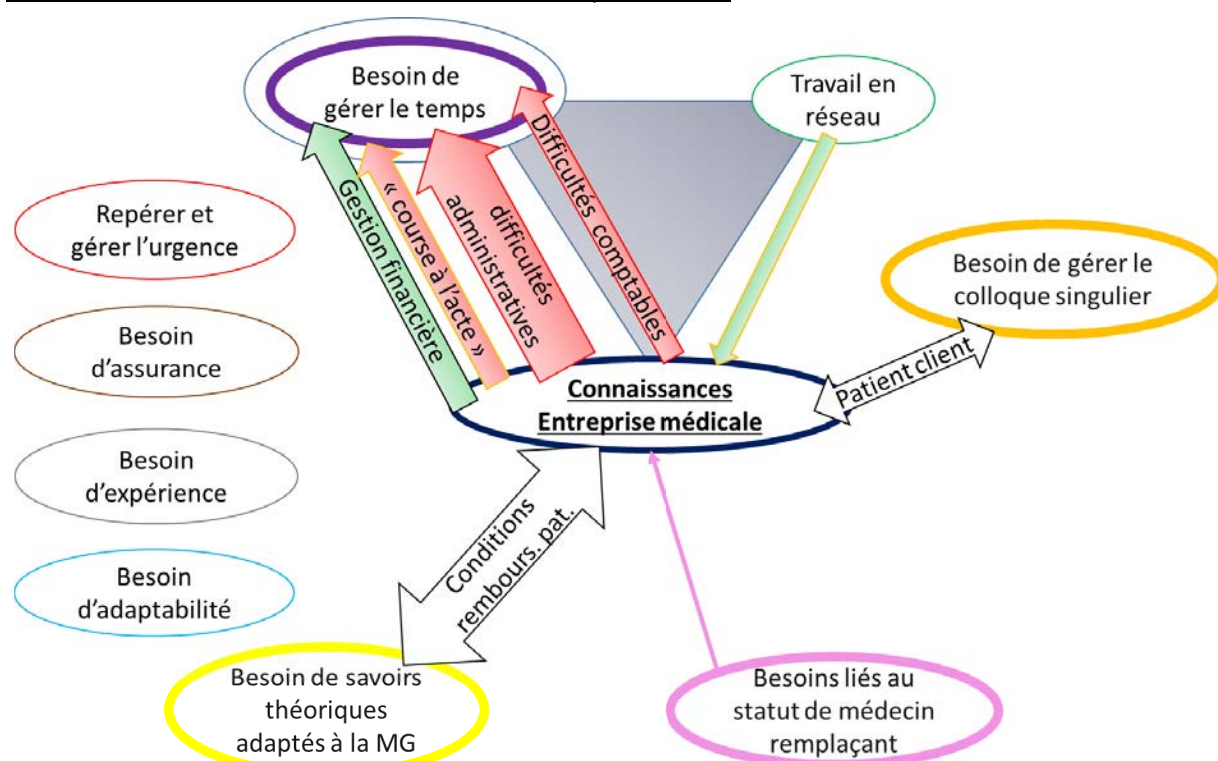 Besoin de
gérer le temps
Travail en
réseau
Gestion financière
« course à l'acte »
difficultés
administratives
Difficultés comptables
Repérer et
gérer l'urgence
Besoin de gérer le
colloque singulier
Besoin
d'assurance
Patient client
Connaissances
Entreprise médicale
Besoin
d'expérience
Conditions
rembours. pat.
Besoin
d'adaptabilité
Besoin de savoirs
théoriques
adaptés à la MG
Besoins liés au
statut de médecin
remplaçant